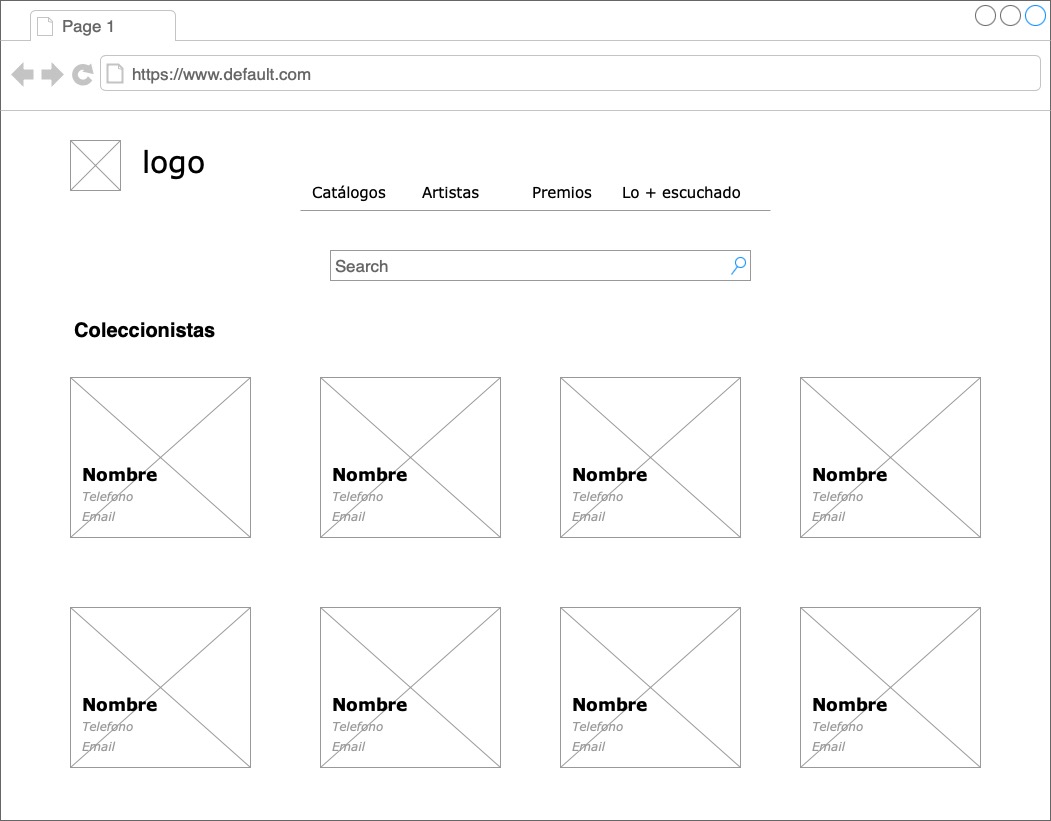 Page 1
https://www.default.com
logo
Catálogos Artistas Premios Lo + escuchado
Search
Coleccionistas
Nombre Nombre Nombre Nombre
Telefono Telefono Telefono Telefono
Email Email Email Email
Nombre Nombre Nombre Nombre
Telefono Telefono Telefono Telefono
Email Email Email Email